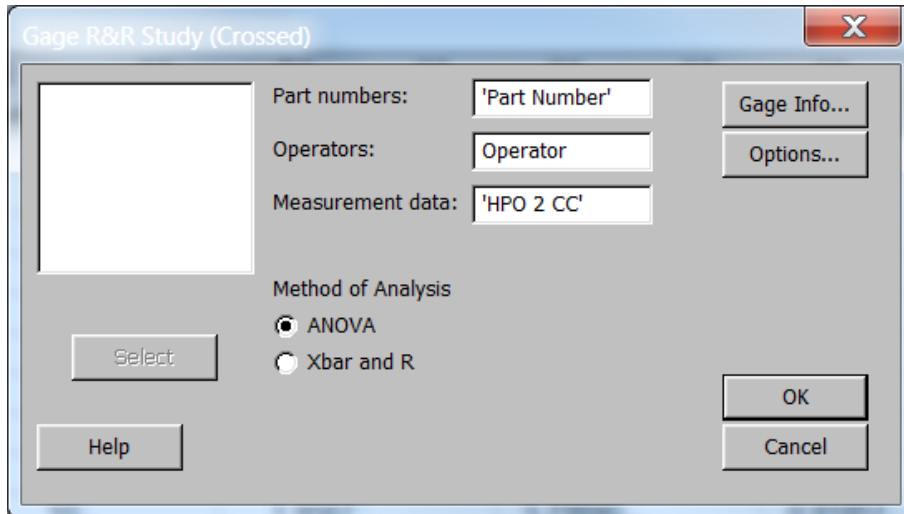 Gage R&R Study (Crossed)
X
Part numbers:
'Part Number'
Gage Info...
Operators:
Operator
Options...
Measurement data:
'HPO 2 CC'
Method of Analysis
ANOVA
Xbar and R
Select
OK
Help
Cancel